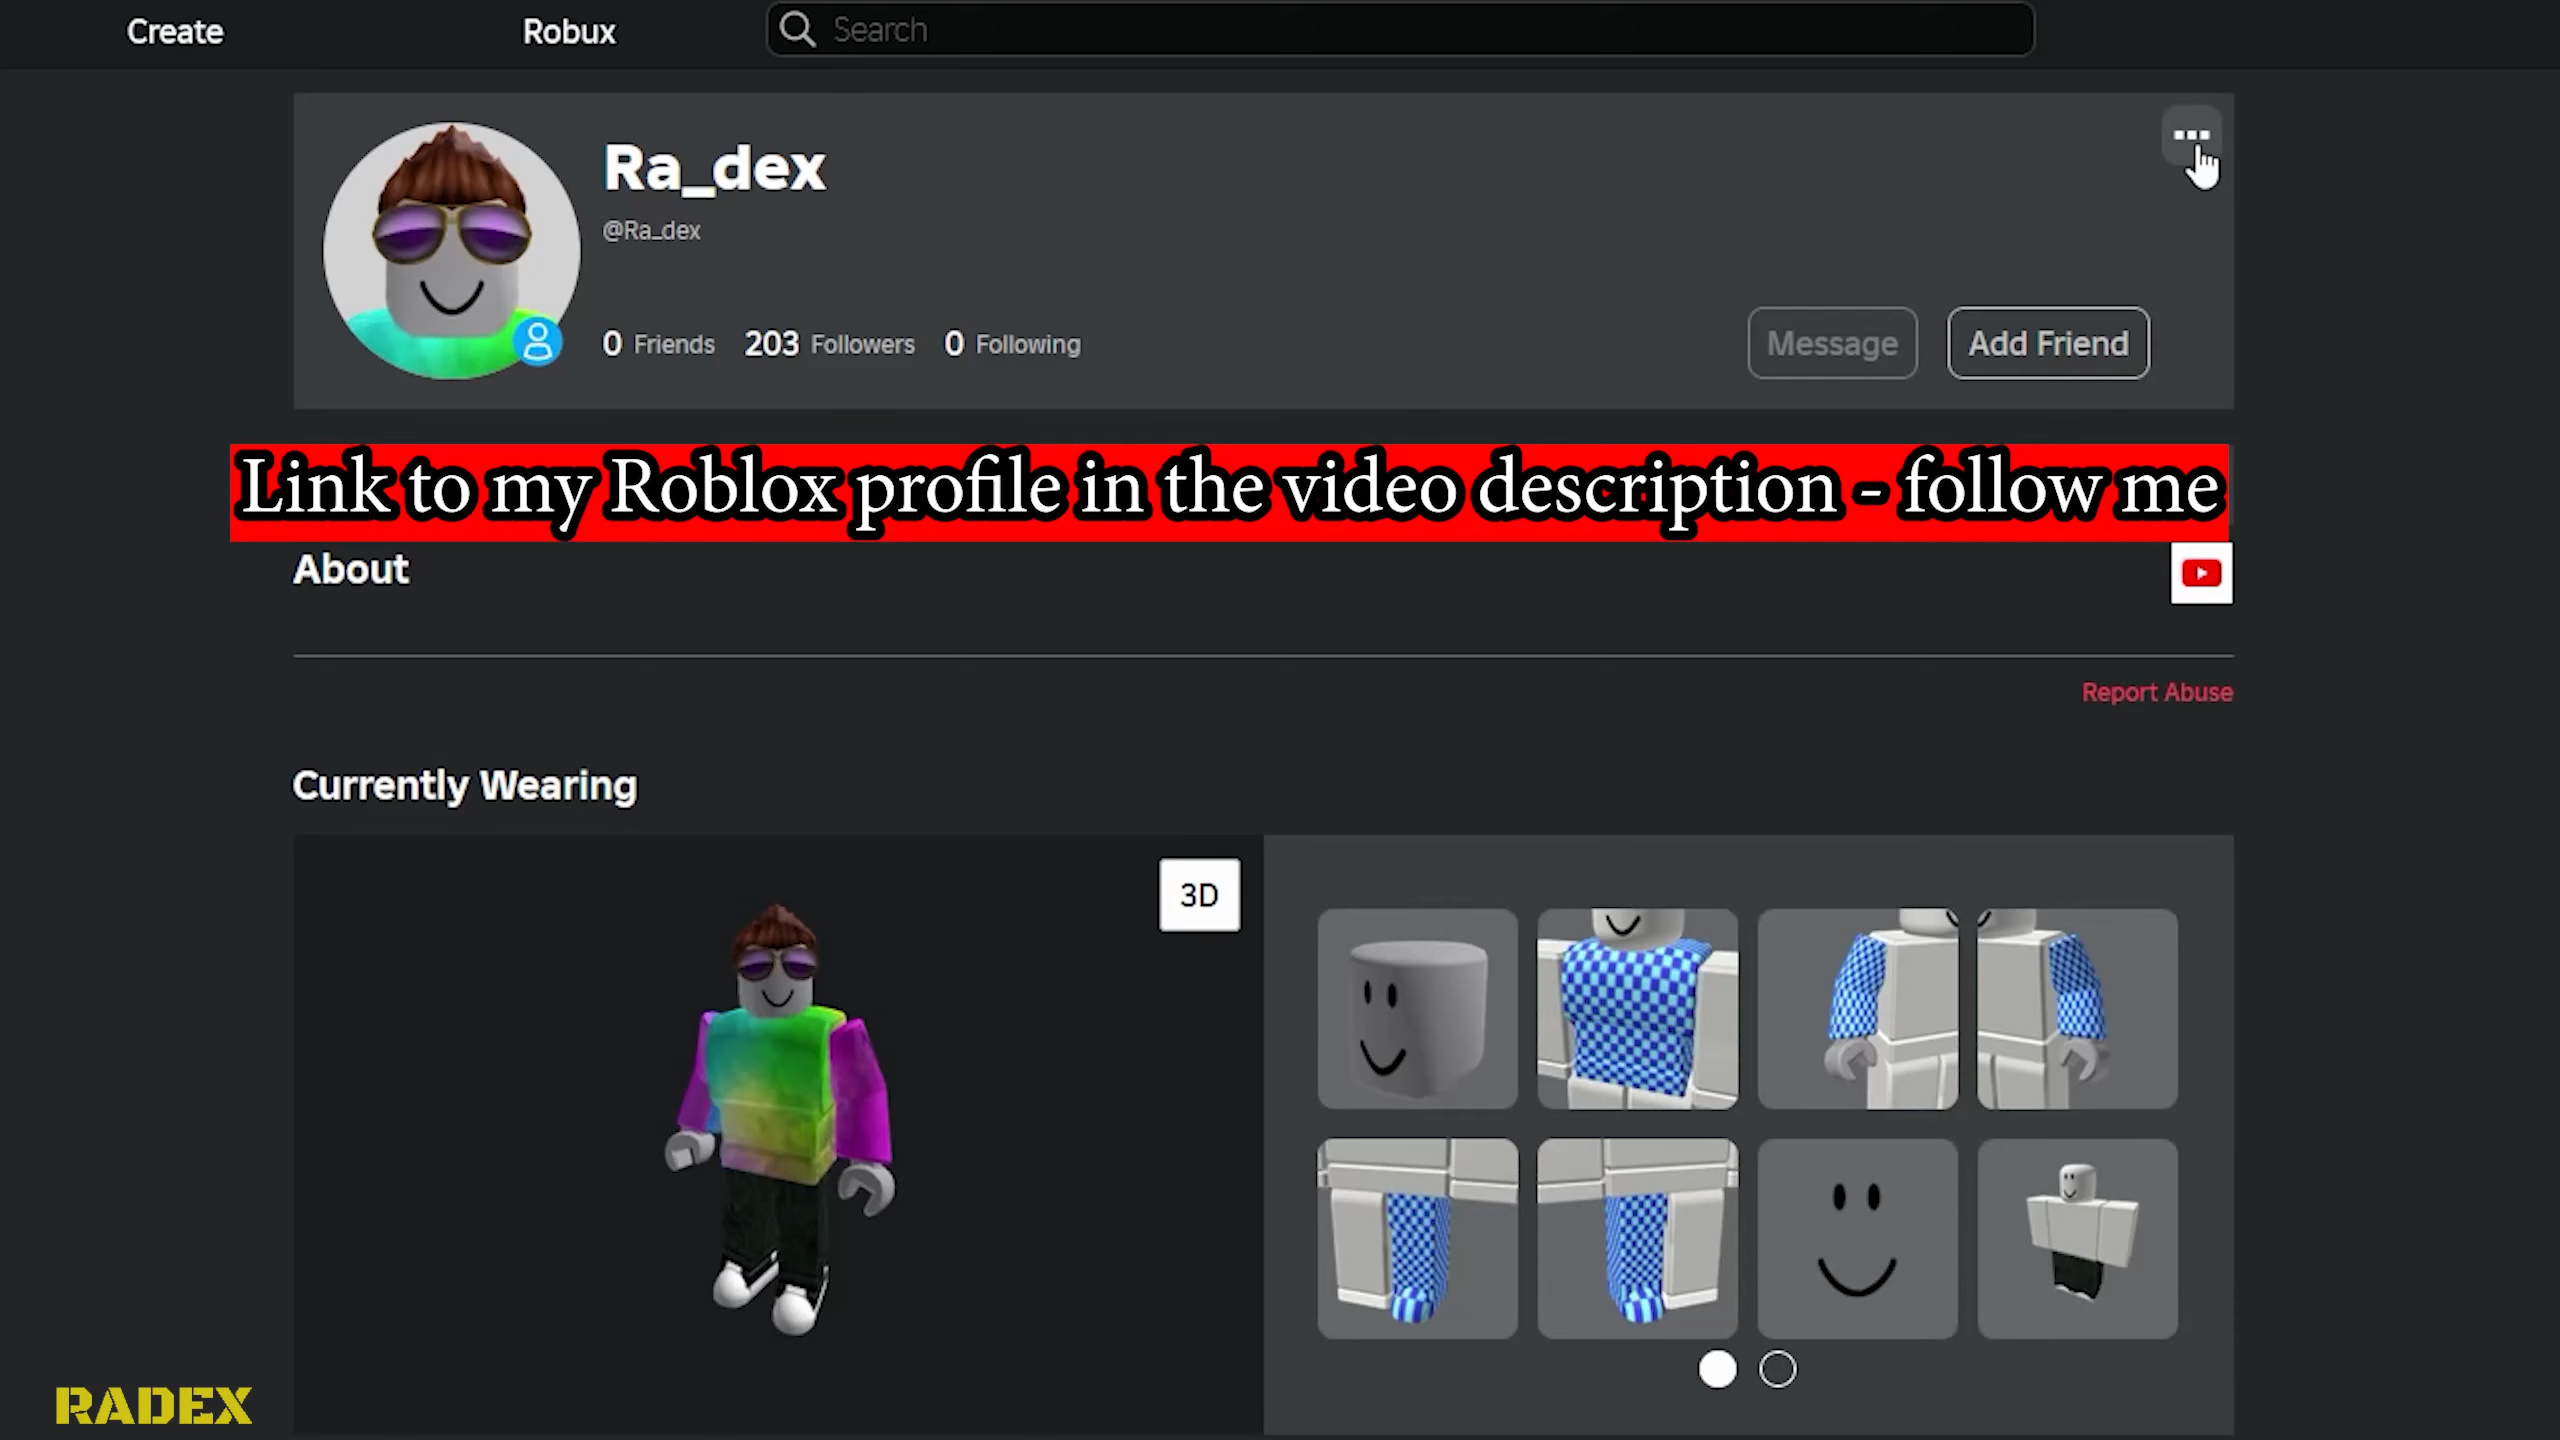 Create
Robux
Search
Ra_dex
@Ra_dex
0 Friends 203 Followers 0 Following
Message
Add Friend
Link to my Roblox profile in the video description - follow me
About
Report Abuse
Currently Wearing
3D
RADEX